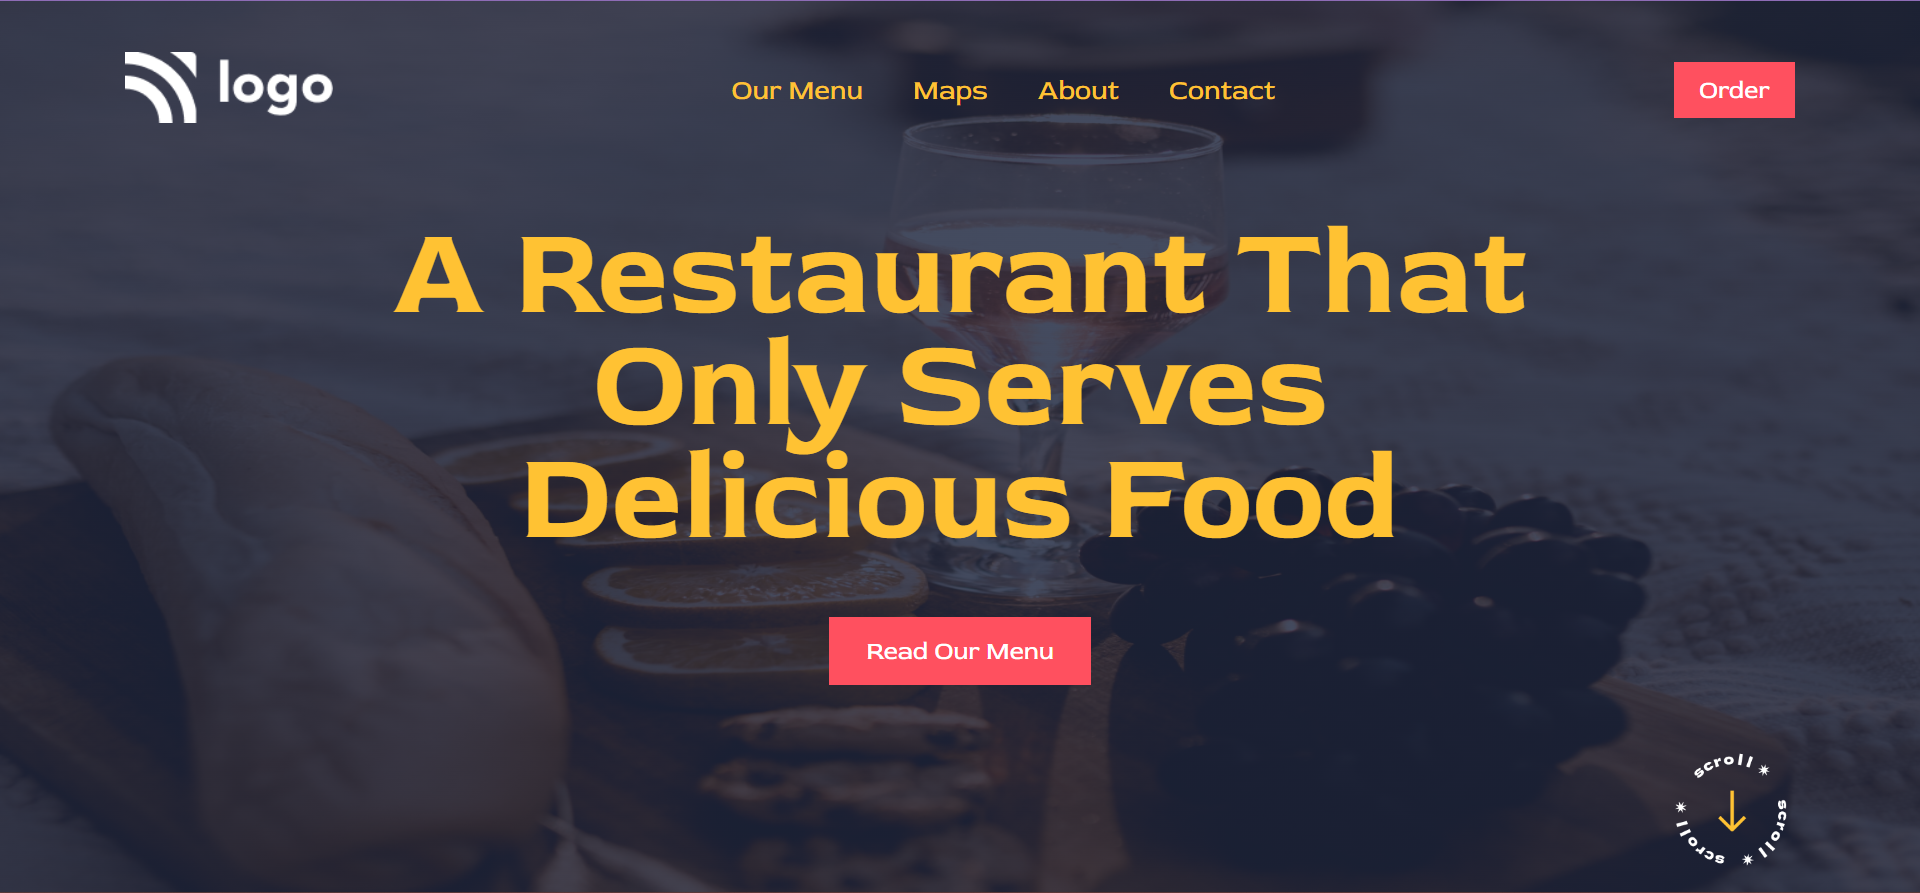 logo
Our Menu
Maps
About
Contact
Order
A Restaurant That
Only Serves
Delicious Food
Read Our Menu
scroll ✷ scroll ✷ scroll ✷